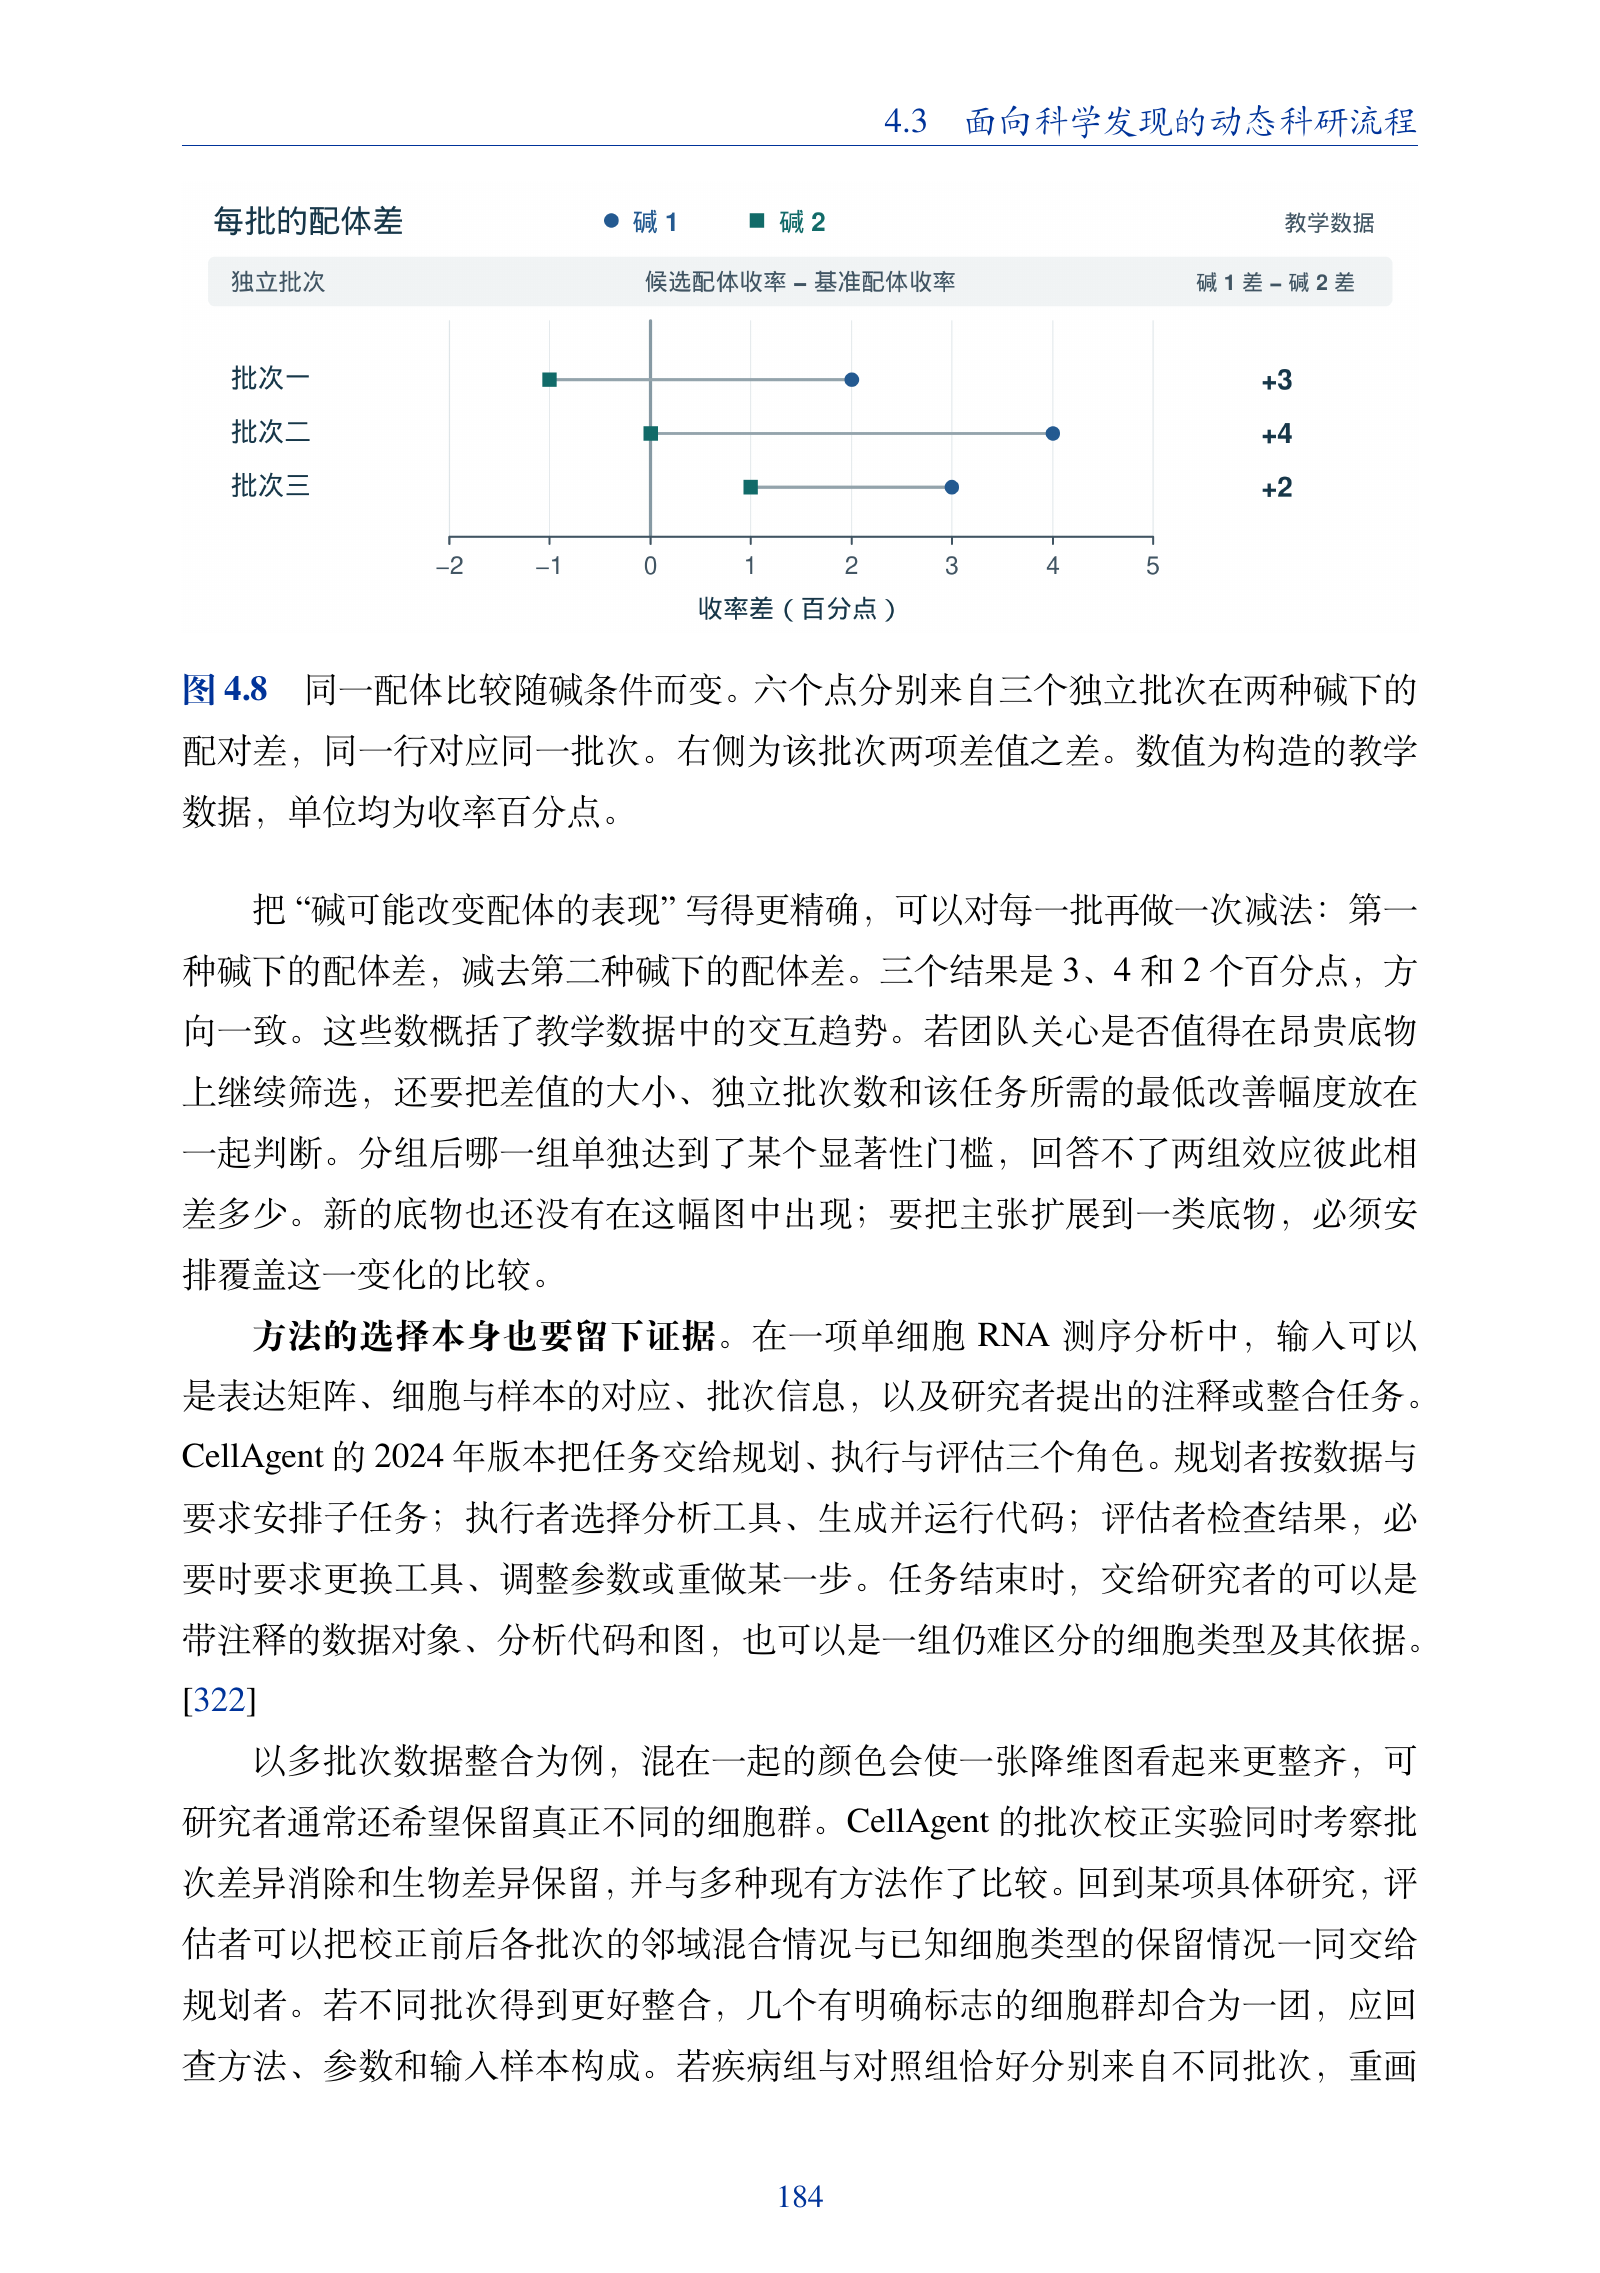 4.3 面向科学发现的动态科研流程
每批的配体差 碱 1 碱 2 教学数据
独立批次 候选配体收率 – 基准配体收率 碱 1 差 – 碱 2 差
批次一 +3
批次二 +4
批次三 +2
–2 –1 0 1 2 3 4 5
收率差（百分点）
图 4.8 同一配体比较随碱条件而变。六个点分别来自三个独立批次在两种碱下的
配对差，同一行对应同一批次。右侧为该批次两项差值之差。数值为构造的教学
数据，单位均为收率百分点。
把 “碱可能改变配体的表现” 写得更精确，可以对每一批再做一次减法：第一
种碱下的配体差，减去第二种碱下的配体差。三个结果是 3、4 和 2 个百分点，方
向一致。这些数概括了教学数据中的交互趋势。若团队关心是否值得在昂贵底物
上继续筛选，还要把差值的大小、独立批次数和该任务所需的最低改善幅度放在
一起判断。分组后哪一组单独达到了某个显著性门槛，回答不了两组效应彼此相
差多少。新的底物也还没有在这幅图中出现；要把主张扩展到一类底物，必须安
排覆盖这一变化的比较。
方法的选择本身也要留下证据。在一项单细胞 RNA 测序分析中，输入可以
是表达矩阵、细胞与样本的对应、批次信息，以及研究者提出的注释或整合任务。
CellAgent 的 2024 年版本把任务交给规划、执行与评估三个角色。规划者按数据与
要求安排子任务；执行者选择分析工具、生成并运行代码；评估者检查结果，必
要时要求更换工具、调整参数或重做某一步。任务结束时，交给研究者的可以是
带注释的数据对象、分析代码和图，也可以是一组仍难区分的细胞类型及其依据。
[322]
以多批次数据整合为例，混在一起的颜色会使一张降维图看起来更整齐，可
研究者通常还希望保留真正不同的细胞群。CellAgent 的批次校正实验同时考察批
次差异消除和生物差异保留，并与多种现有方法作了比较。回到某项具体研究，评
估者可以把校正前后各批次的邻域混合情况与已知细胞类型的保留情况一同交给
规划者。若不同批次得到更好整合，几个有明确标志的细胞群却合为一团，应回
查方法、参数和输入样本构成。若疾病组与对照组恰好分别来自不同批次，重画
184